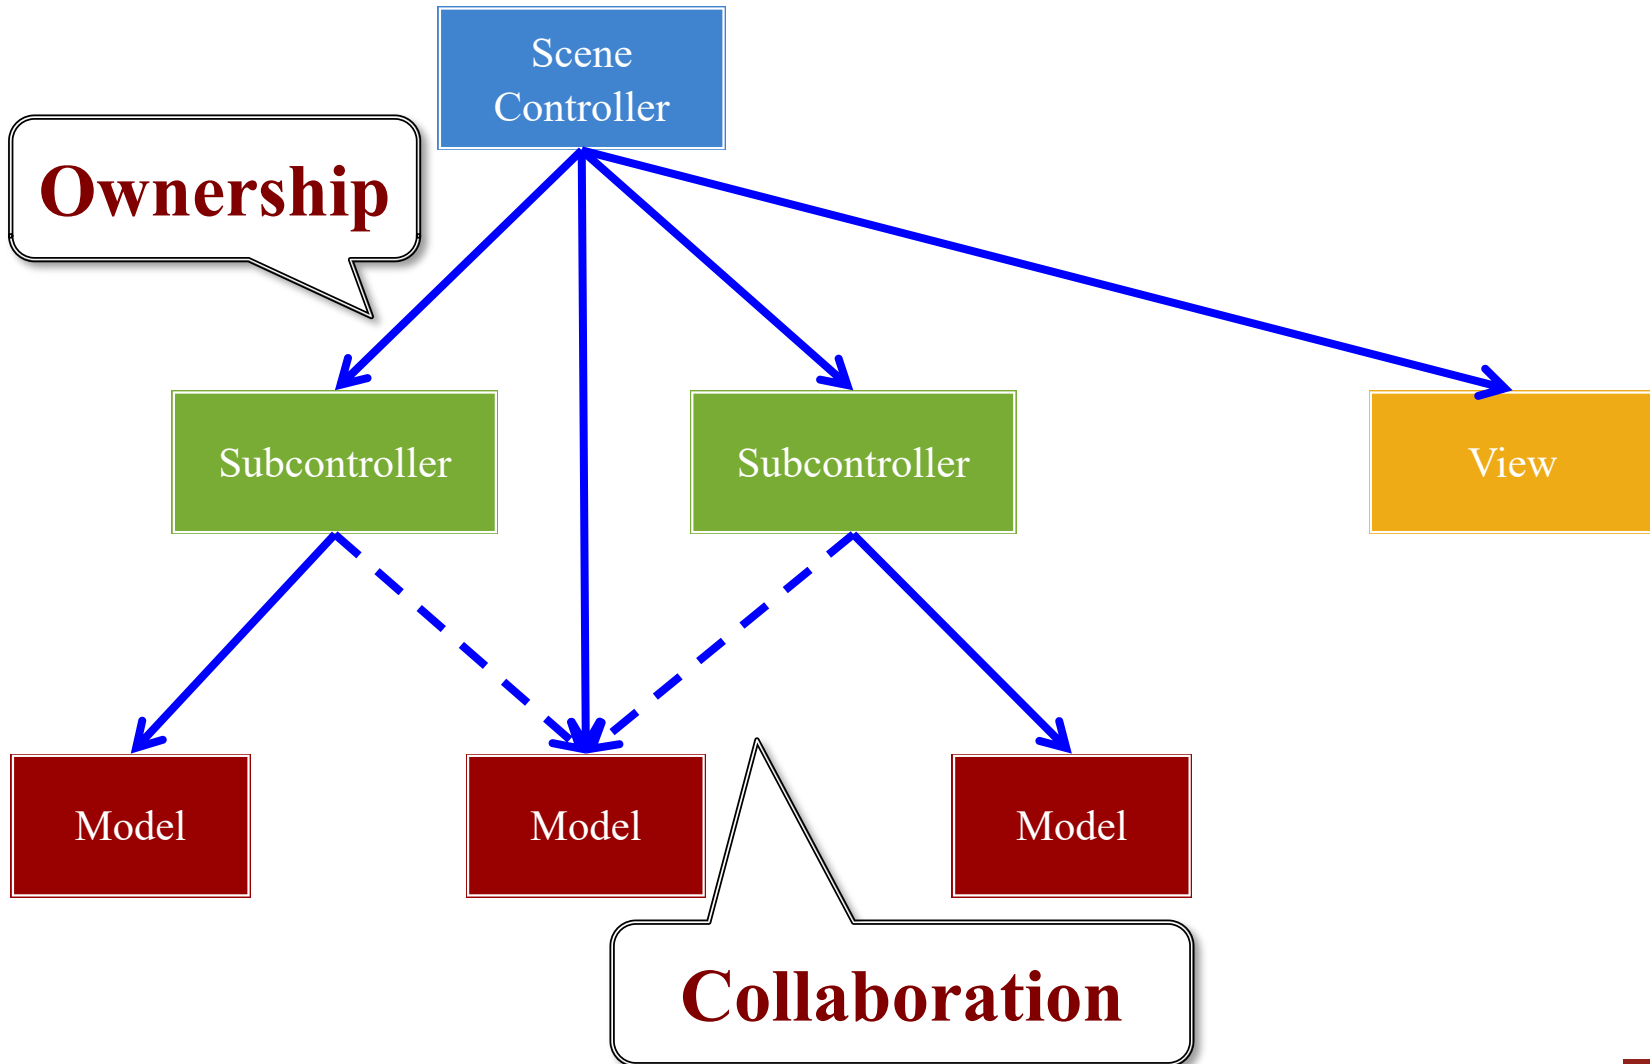 Scene
Controller
Ownership
Subcontroller
Subcontroller
View
Model
Model
Model
Collaboration